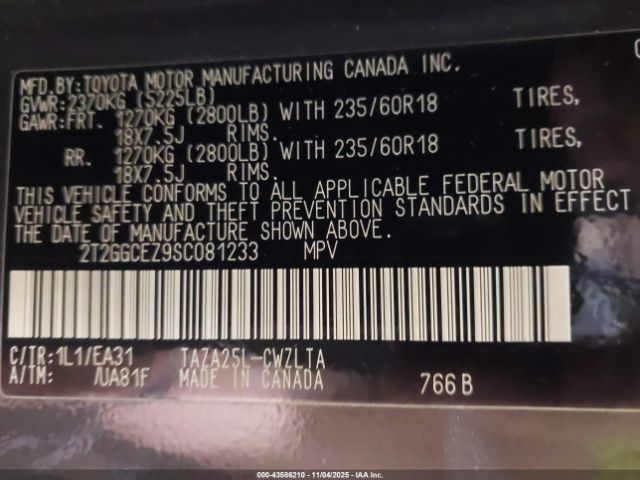 MFD.BY:TOYOTA MOTOR MANUFACTURING CANADA INC.
GVWR:2370KG (5225LB)
GAWR:FRT. 1270KG (2800LB) WITH 235/60R18 TIRES,
18X7.5J RIMS.
RR. 1270KG (2800LB) WITH 235/60R18 TIRES,
18X7.5J RIMS.
THIS VEHICLE CONFORMS TO ALL APPLICABLE FEDERAL MOTOR
VEHICLE SAFETY AND THEFT PREVENTION STANDARDS IN EFFECT
THE DATE OF MANUFACTURE SHOWN ABOVE.
2T2GGCEZ9SC081233 MPV
C/TR:1L1/EA31 TAZA25L-CWZLTA
A/TM: /UA81F MADE IN CANADA 766B
000-43586210 - 11/04/2025 - IAAI Inc.